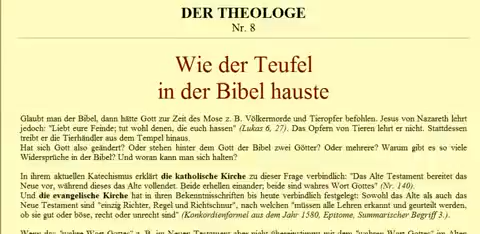 DER THEOLOGE
Nr. 8
Wie der Teufel
in der Bibel hauste
Glaubt man der Bibel, dann hätte Gott zur Zeit des Mose z. B. Völkermorde und Tieropfer befohlen. Jesus von Nazareth lehrt
jedoch: "Liebt eure Feinde; tut wohl denen, die euch hassen" (Lukas 6, 27). Das Opfern von Tieren lehrt er nicht. Stattdessen
treibt er die Tierhändler aus dem Tempel hinaus.
Hat sich Gott also geändert? Oder stehen hinter dem Gott der Bibel zwei Götter? Oder mehrere? Warum gibt es so viele
Widersprüche in der Bibel? Und woran kann man sich halten?
In ihrem aktuellen Katechismus erklärt die katholische Kirche zu dieser Frage verbindlich: "Das Alte Testament bereitet das
Neue vor, während dieses das Alte vollendet. Beide erhellen einander; beide sind wahres Wort Gottes" (Nr. 140).
Und die evangelische Kirche hat in ihren Bekenntnisschriften bis heute verbindlich festgelegt: Sowohl das Alte als auch das
Neue Testament sind "einzig Richter, Regel und Richtschnur", nach welchen "müssen alle Lehren erkannt und geurteilt werden,
ob sie gut oder böse, recht oder unrecht sind" (Konkordienformel aus dem Jahr 1580, Epitome, Summarischer Begriff 3.).